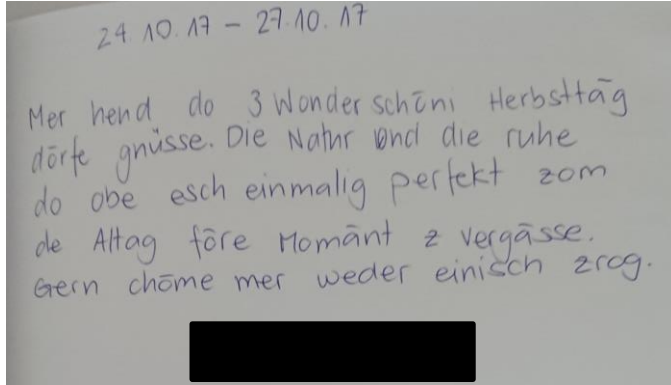 24.10.17 – 27.10.17
Mer hend do 3 Wonderschöni Herbsttäg
dörfe gnüsse. Die Natur ond die ruhe
do obe esch einmalig perfekt zom
de Alltag före Momänt z vergässe.
Gern chöme mer weder einisch zrog.